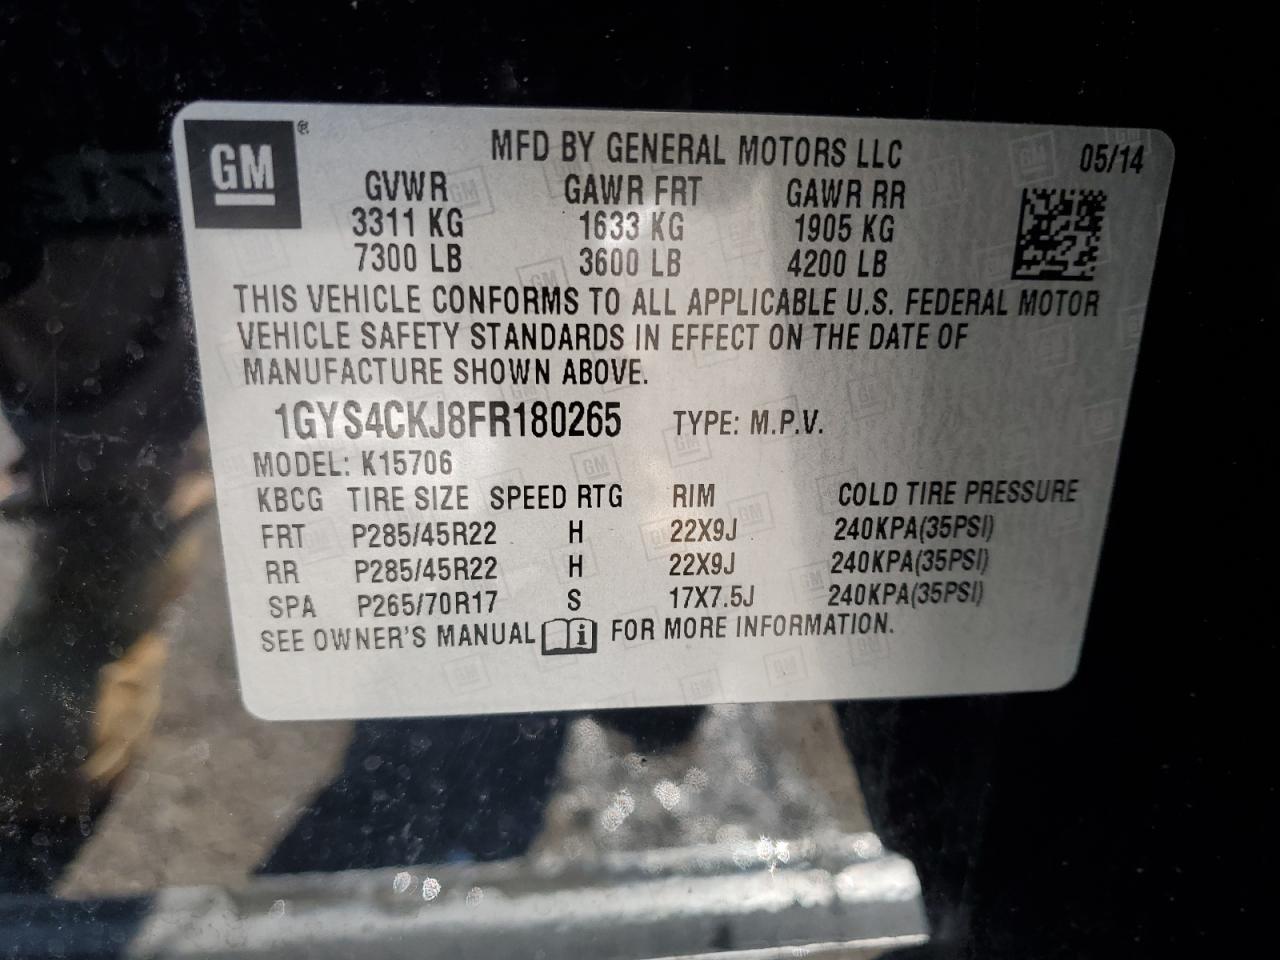 GM®
MFD BY GENERAL MOTORS LLC 05/14
GVWR GAWR FRT GAWR RR
3311 KG 1633 KG 1905 KG
7300 LB 3600 LB 4200 LB
THIS VEHICLE CONFORMS TO ALL APPLICABLE U.S. FEDERAL MOTOR
VEHICLE SAFETY STANDARDS IN EFFECT ON THE DATE OF
MANUFACTURE SHOWN ABOVE.
1GYS4CKJ8FR180265 TYPE: M.P.V.
MODEL: K15706
KBCG TIRE SIZE SPEED RTG RIM COLD TIRE PRESSURE
FRT P285/45R22 H 22X9J 240KPA(35PSI)
RR P285/45R22 H 22X9J 240KPA(35PSI)
SPA P265/70R17 S 17X7.5J 240KPA(35PSI)
SEE OWNER'S MANUAL i FOR MORE INFORMATION.